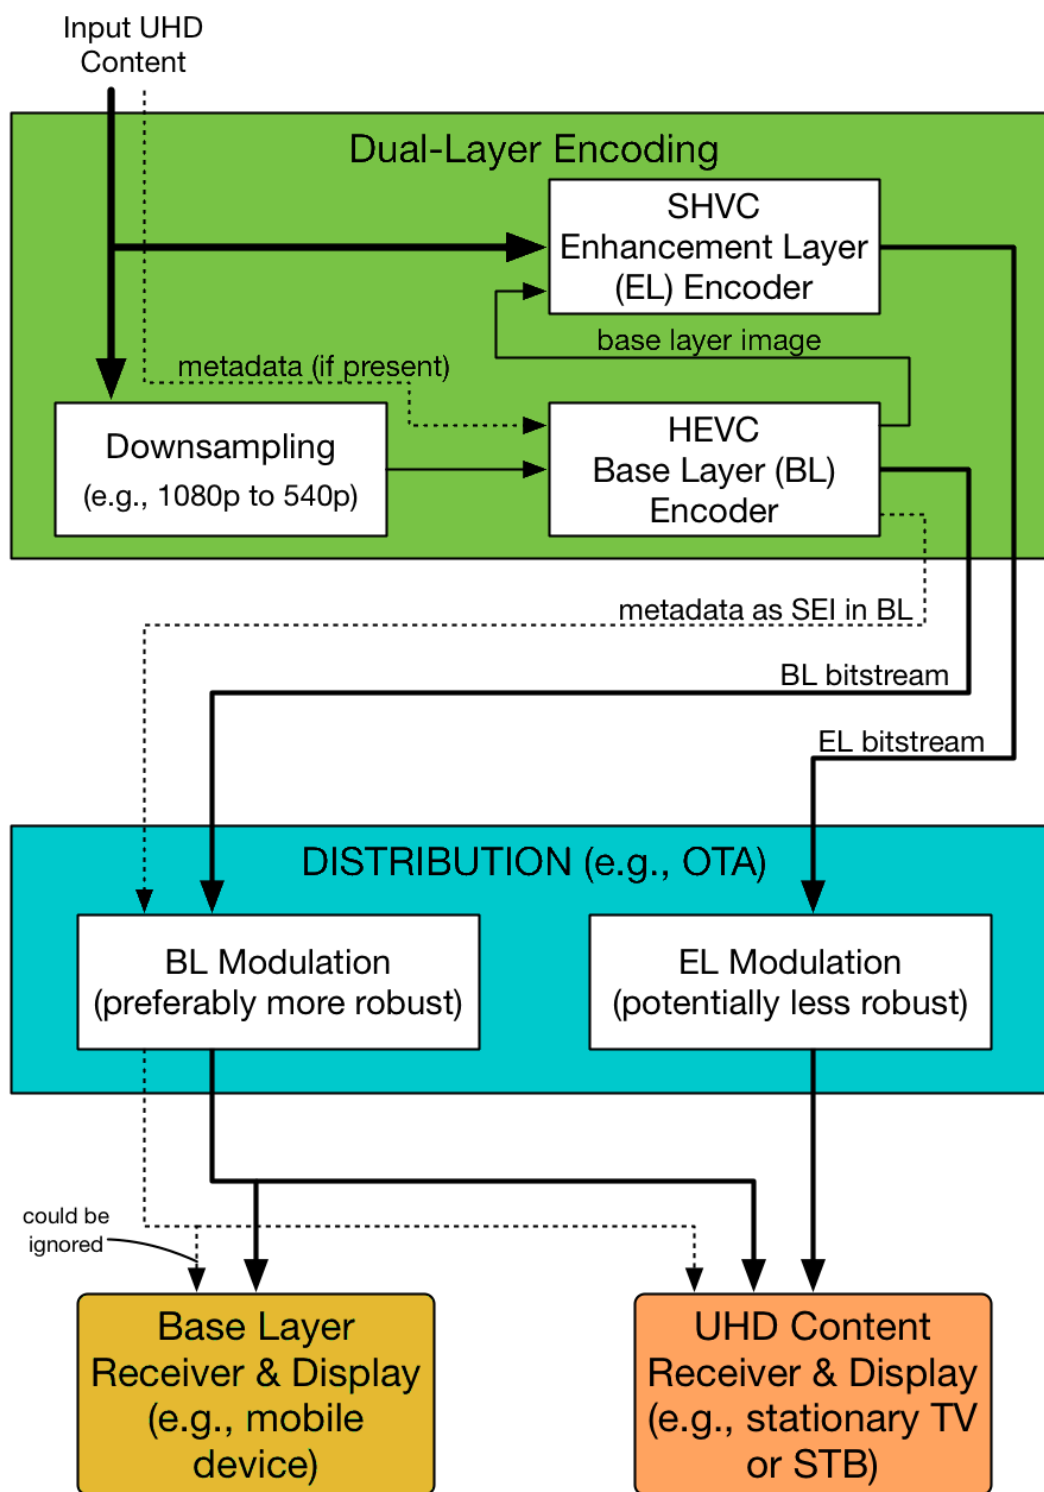 Input UHD
Content
Dual-Layer Encoding
SHVC
Enhancement Layer
(EL) Encoder
base layer image
metadata (if present)
Downsampling
(e.g., 1080p to 540p)
HEVC
Base Layer (BL)
Encoder
metadata as SEI in BL
BL bitstream
EL bitstream
DISTRIBUTION (e.g., OTA)
BL Modulation
(preferably more robust)
EL Modulation
(potentially less robust)
could be
ignored
Base Layer
Receiver & Display
(e.g., mobile
device)
UHD Content
Receiver & Display
(e.g., stationary TV
or STB)